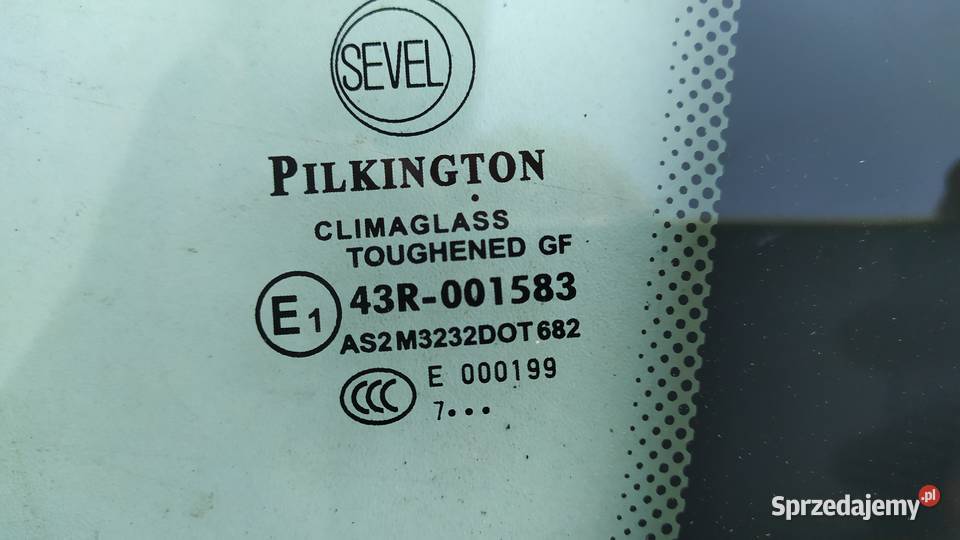 SEVEL
PILKINGTON
CLIMAGLASS
TOUGHENED GF
E1 43R-001583
AS2 M3232DOT 682
CCC E 000199
7•••
Sprzedajemy.pl